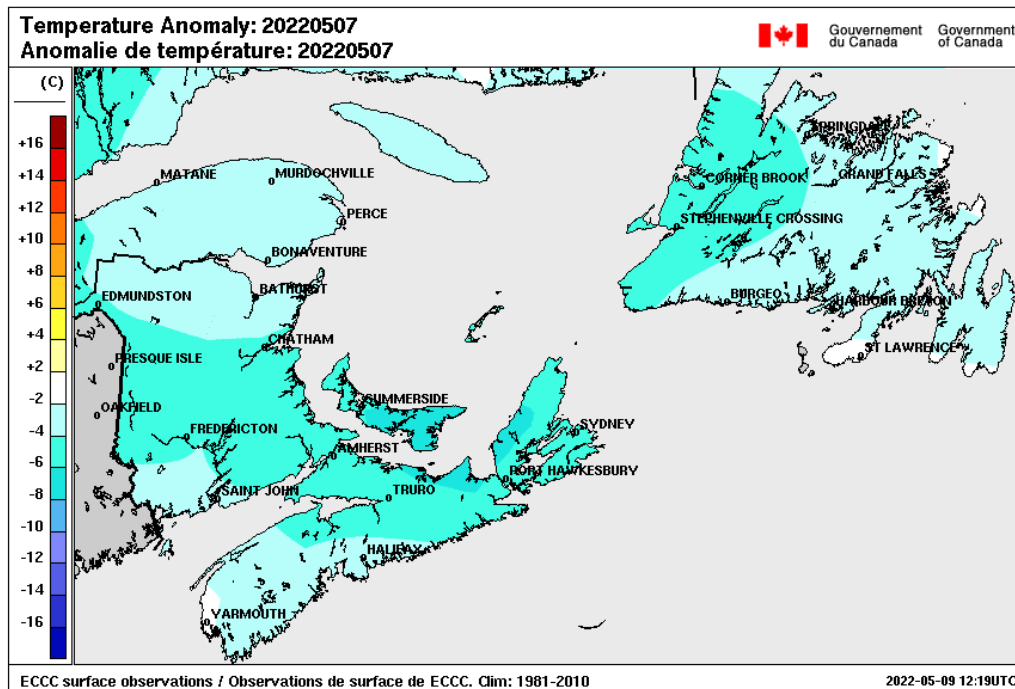 Temperature Anomaly: 20220507
Anomalie de température: 20220507
Gouvernement du Canada
Government of Canada
(C)
+16
+14
+12
+10
+8
+6
+4
+2
-2
-4
-6
-8
-10
-12
-14
-16
SPRINGDALE
MATANE
MURDOCHVILLE
CORNER BROOK
GRAND FALLS
PERCE
STEPHENVILLE CROSSING
BONAVENTURE
BATHURST
EDMUNDSTON
BURGEO
HARBOUR BRETON
CHATHAM
ST LAWRENCE
PRESQUE ISLE
SUMMERSIDE
OAKFIELD
FREDERICTON
SYDNEY
AMHERST
PORT HAWKESBURY
SAINT JOHN
TRURO
HALIFAX
YARMOUTH
ECCC surface observations / Observations de surface de ECCC. Clim: 1981-2010
2022-05-09 12:19UTC